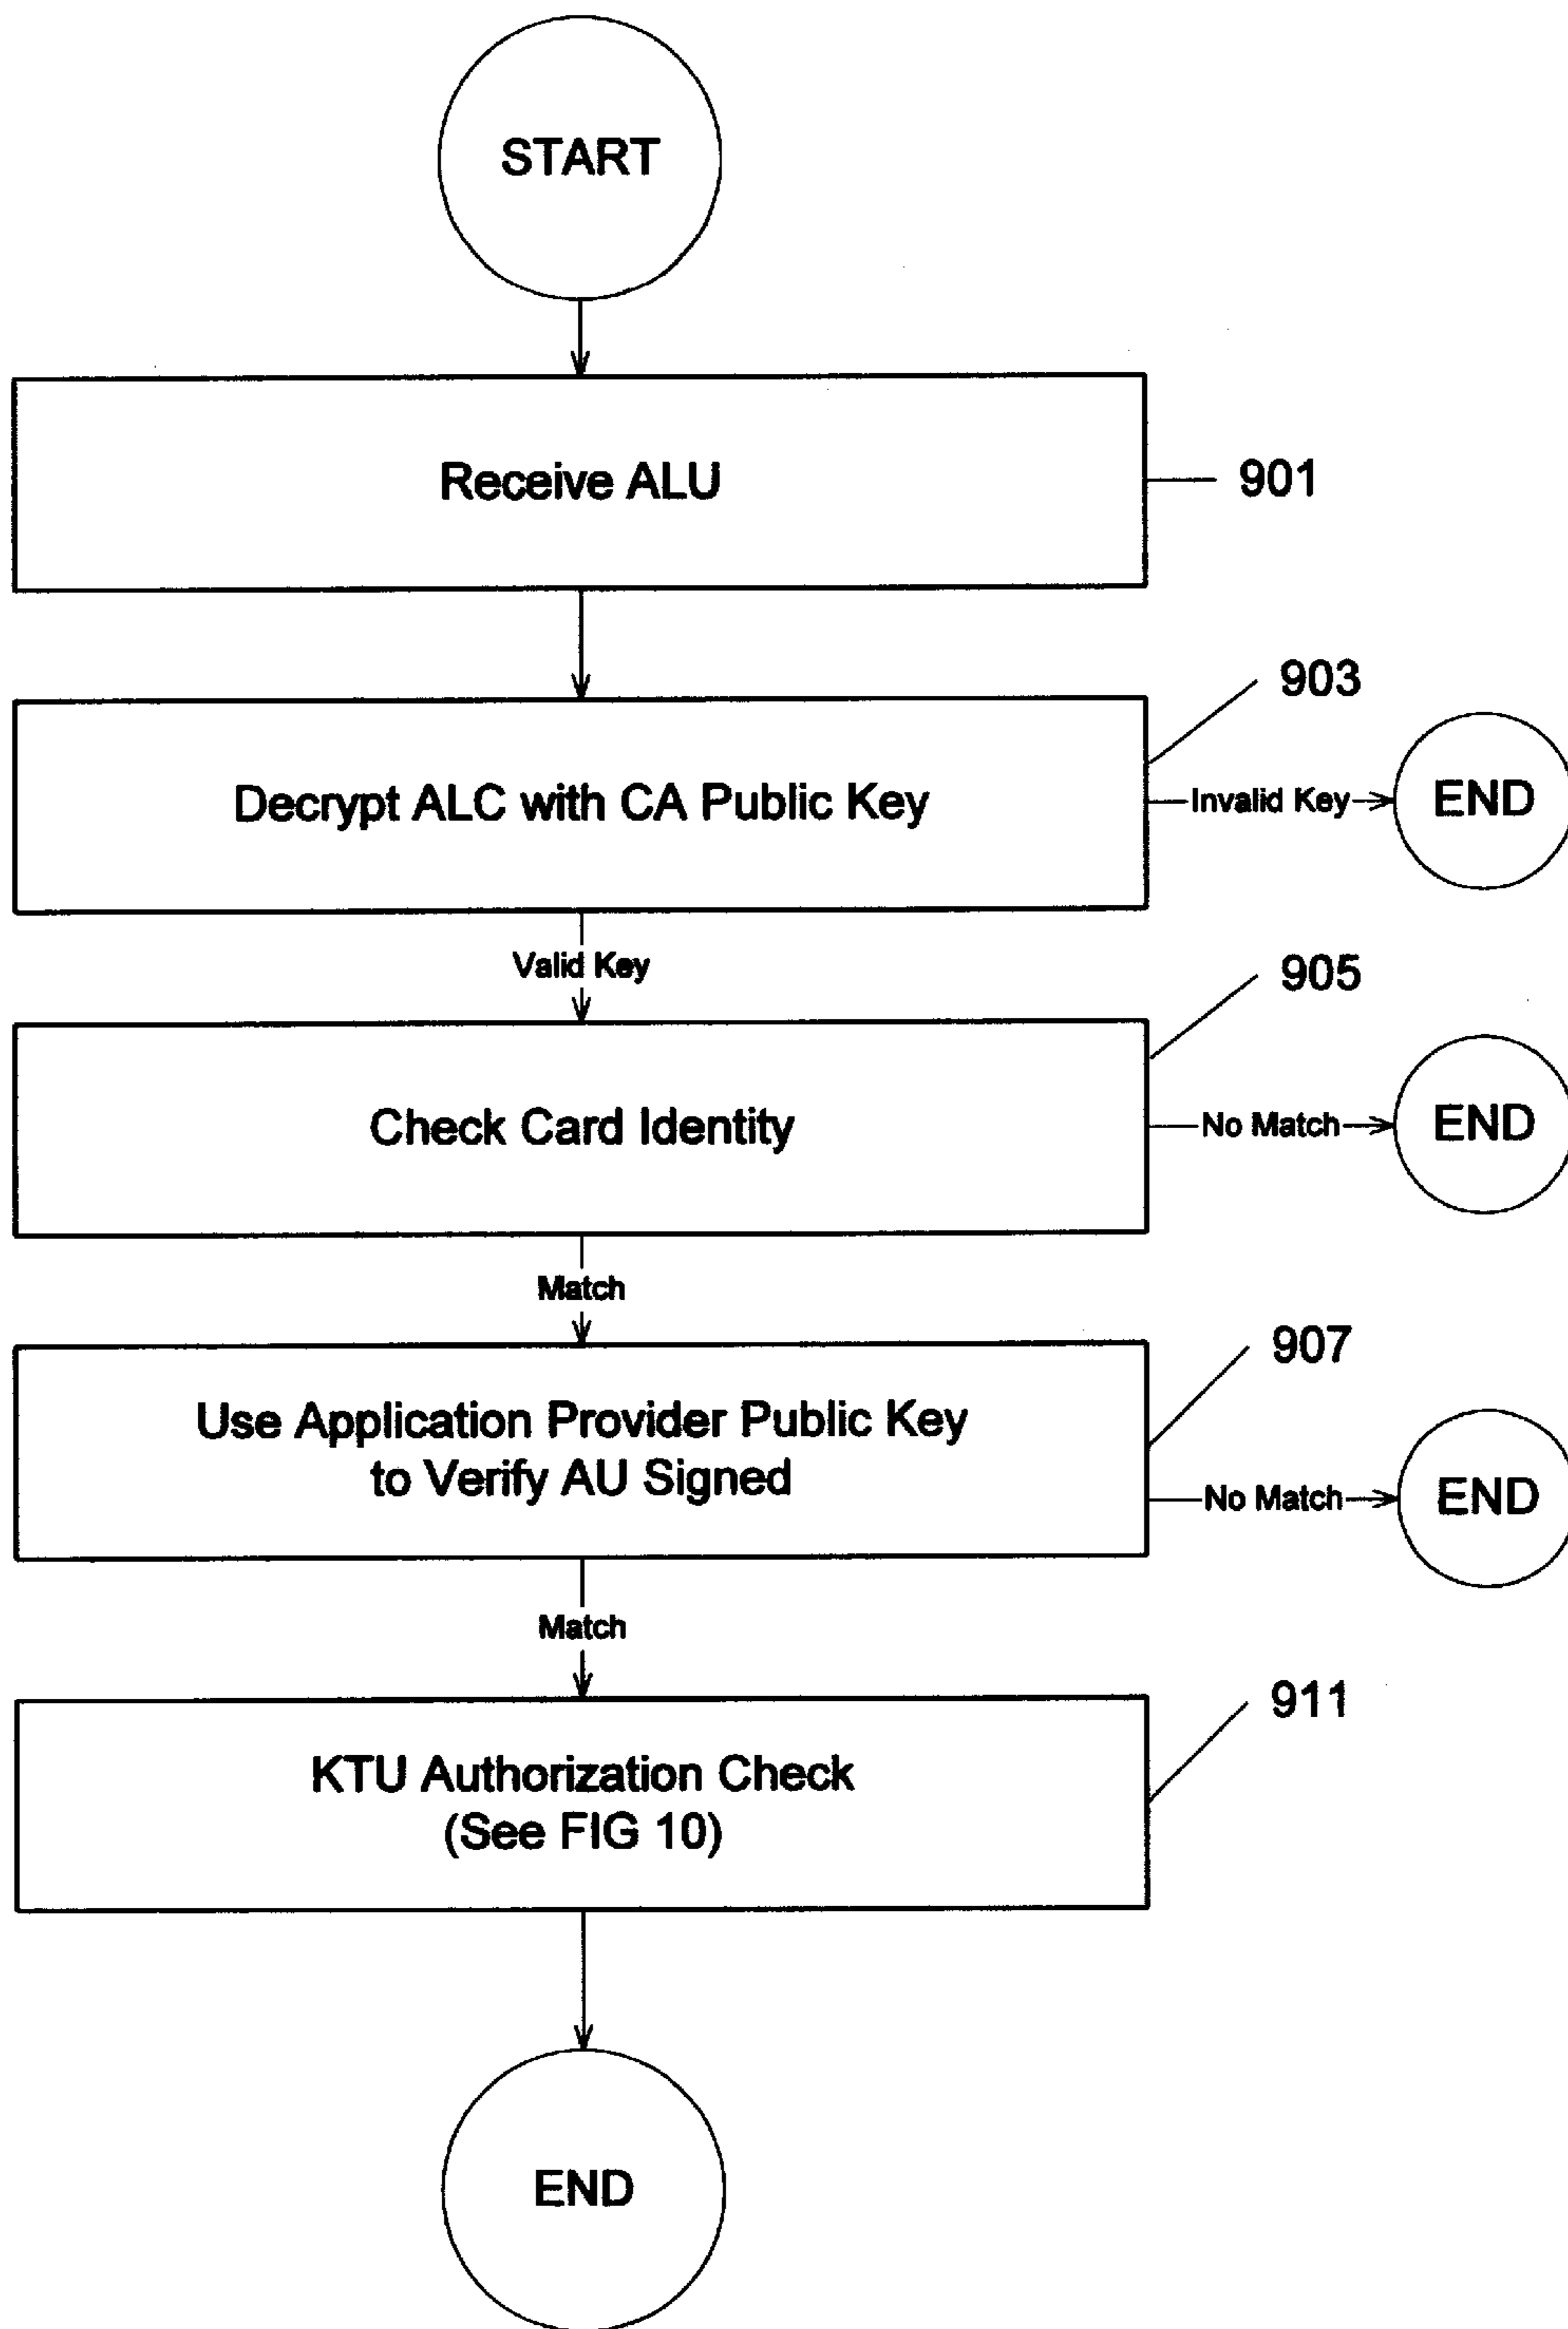 START
Receive ALU
901
903
Decrypt ALC with CA Public Key
Invalid Key
END
Valid Key
905
Check Card Identity
No Match
END
Match
907
Use Application Provider Public Key
to Verify AU Signed
No Match
END
Match
911
KTU Authorization Check
(See FIG 10)
END